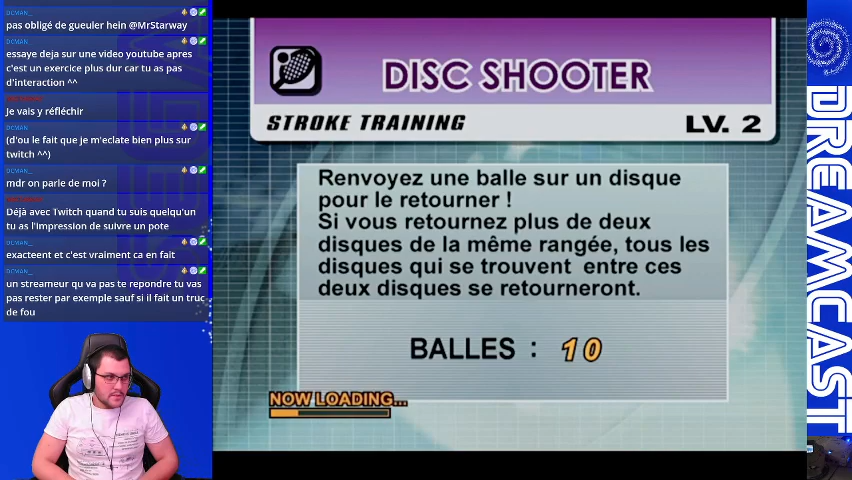 DCMAN_
pas obligé de gueuler hein @MrStarway
DCMAN_
essaye deja sur une video youtube apres
c'est un exercice plus dur car tu as pas
d'interaction ^^
Je vais y réfléchir
DCMAN_
(d'ou le fait que je m'eclate bien plus sur
twitch ^^)
DCMAN_
mdr on parle de moi ?
Déjà avec Twitch quand tu suis quelqu'un
tu as l'impression de suivre un pote
DCMAN_
exacteent et c'est vraiment ca en fait
DCMAN_
un streameur qu va pas te repondre tu vas
pas rester par exemple sauf si il fait un truc
de fou
DISC SHOOTER
STROKE TRAINING
LV. 2
Renvoyez une balle sur un disque
pour le retourner !
Si vous retournez plus de deux
disques de la même rangée, tous les
disques qui se trouvent entre ces
deux disques se retourneront.
BALLES : 10
NOW LOADING...
DREAMCAST